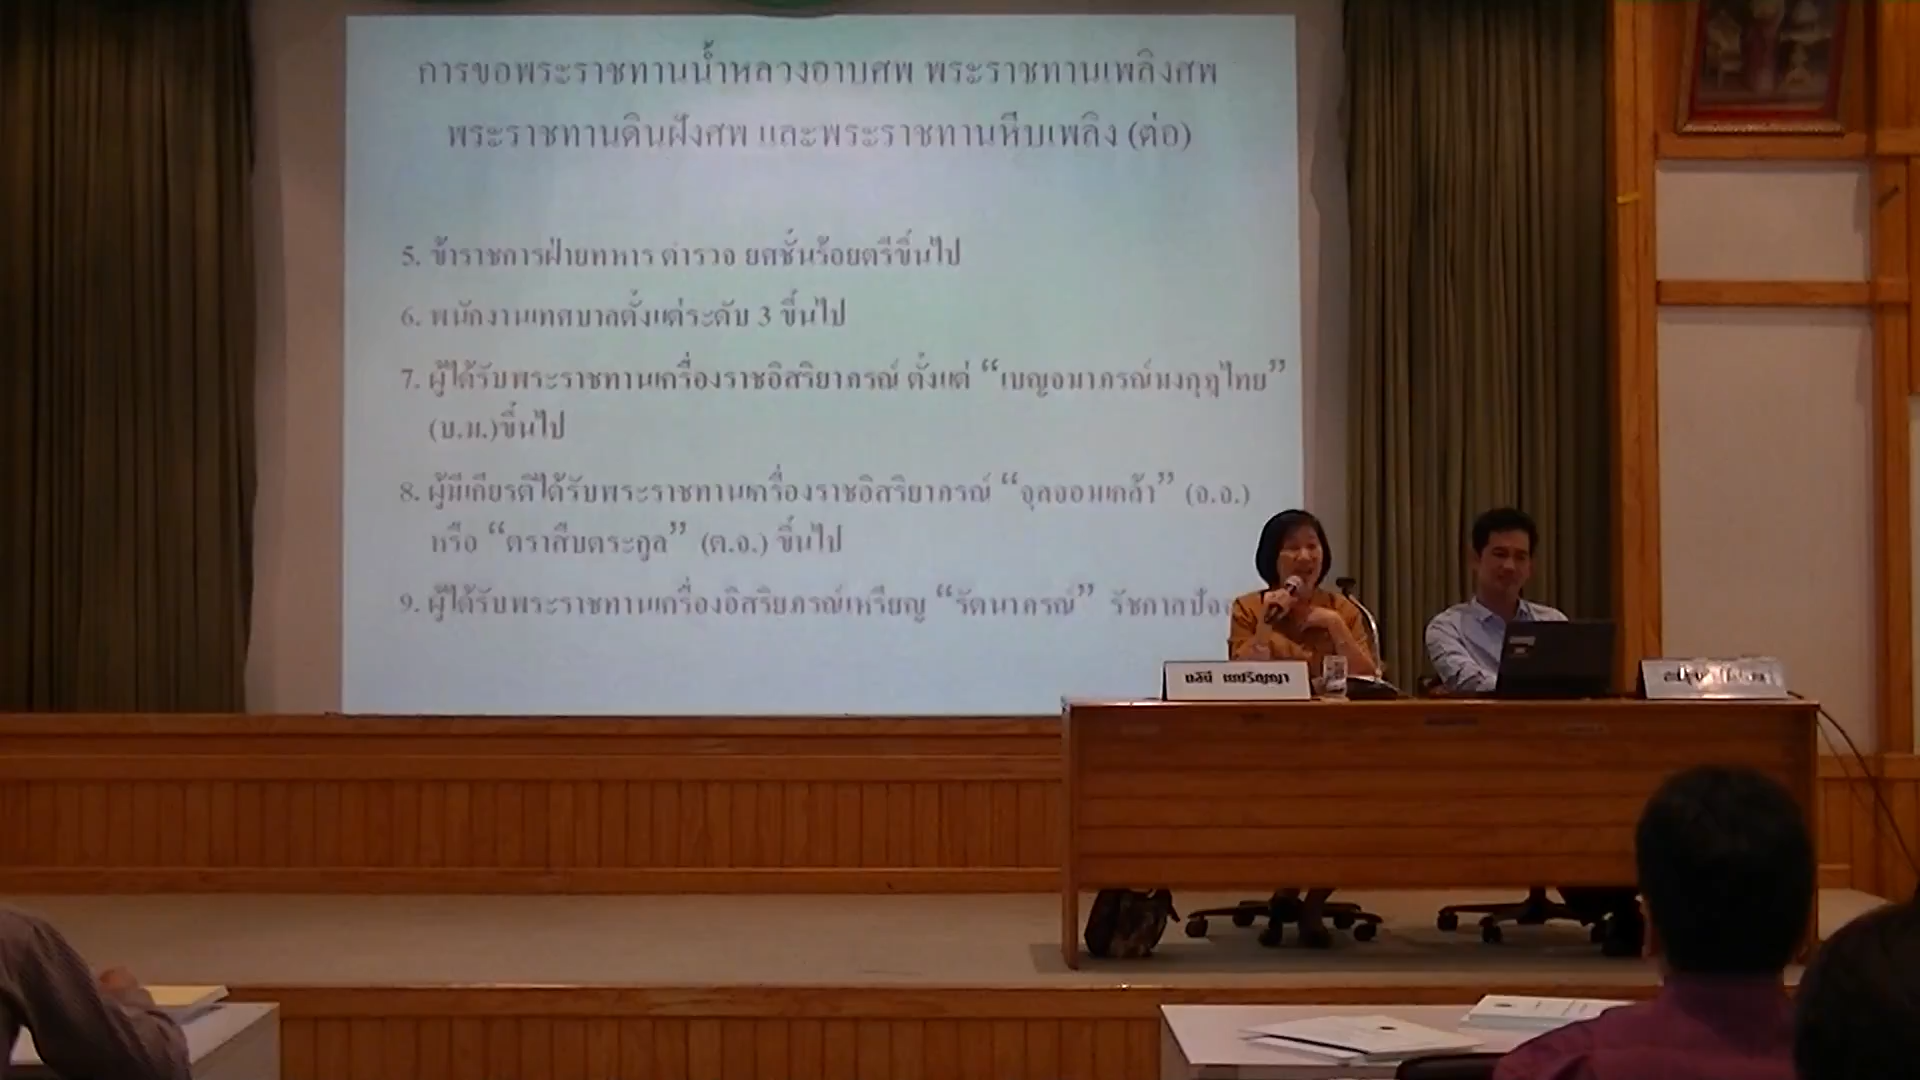 การขอพระราชทานน้ำหลวงอาบศพ พระราชทานเพลิงศพ
พระราชทานดินฝังศพ และพระราชทานหีบเพลิง (ต่อ)
5. ข้าราชการฝ่ายทหาร ตำรวจ ยศชั้นร้อยตรีขึ้นไป
6. พนักงานเทศบาลตั้งแต่ระดับ 3 ขึ้นไป
7. ผู้ได้รับพระราชทานเครื่องราชอิสริยาภรณ์ ตั้งแต่ “เบญจมาภรณ์มงกุฎไทย”
(บ.ม.)ขึ้นไป
8. ผู้มีเกียรติได้รับพระราชทานเครื่องราชอิสริยาภรณ์ “จุลจอมเกล้า” (จ.จ.)
หรือ “ตราสืบตระกูล” (ต.จ.) ขึ้นไป
9. ผู้ได้รับพระราชทานเครื่องอิสริยภรณ์เหรียญ “รัตนาภรณ์” รัชกาลปัจ